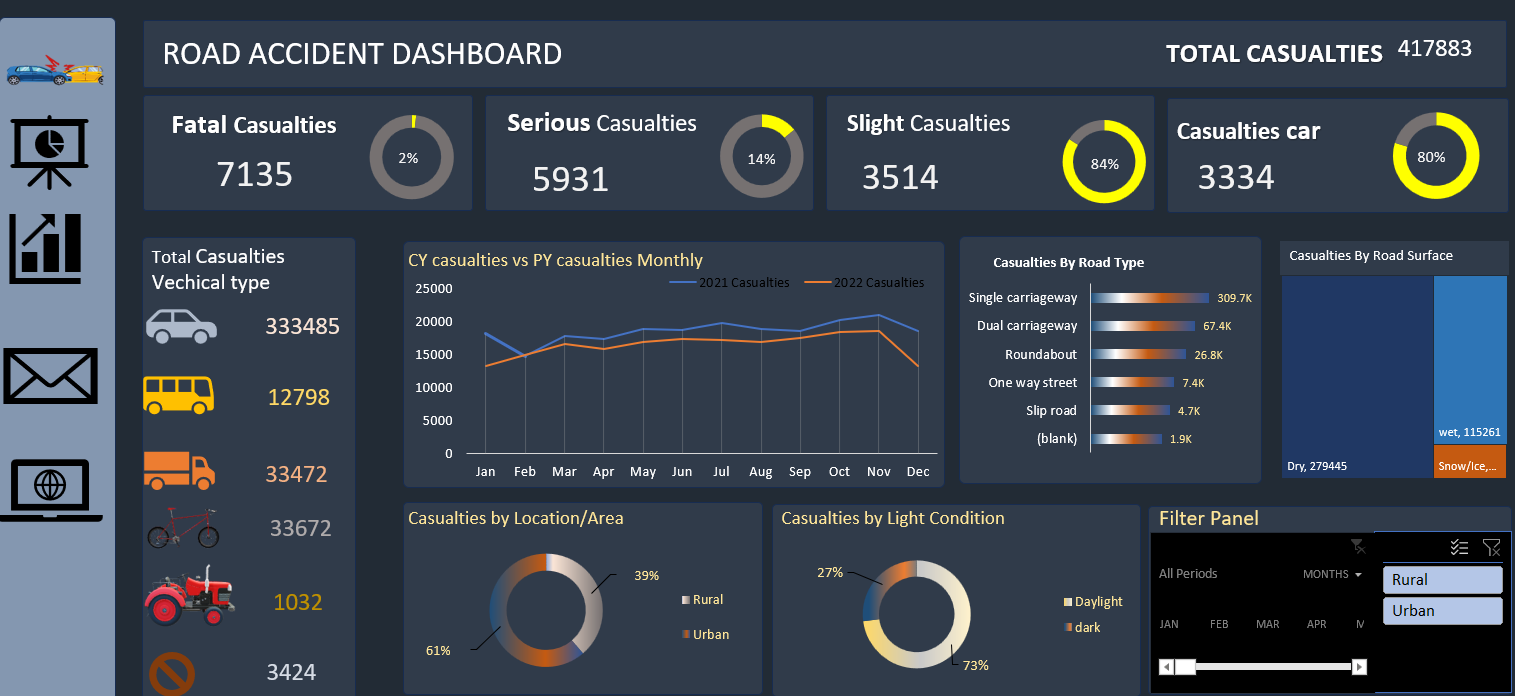 ROAD ACCIDENT DASHBOARD
TOTAL CASUALTIES 417883
Fatal Casualties
7135
2%
Serious Casualties
5931
14%
Slight Casualties
3514
84%
Casualties car
3334
80%
Total Casualties
Vechical type
333485
12798
33472
33672
1032
3424
CY casualties vs PY casualties Monthly
2021 Casualties
2022 Casualties
25000
20000
15000
10000
5000
0
Jan Feb Mar Apr May Jun Jul Aug Sep Oct Nov Dec
Casualties By Road Type
Single carriageway 309.7K
Dual carriageway 67.4K
Roundabout 26.8K
One way street 7.4K
Slip road 4.7K
(blank) 1.9K
Casualties By Road Surface
Dry, 279445
wet, 115261
Snow/Ice,...
Casualties by Location/Area
39%
61%
Rural
Urban
Casualties by Light Condition
27%
73%
Daylight
dark
Filter Panel
All Periods
MONTHS
JAN FEB MAR APR M
Rural
Urban